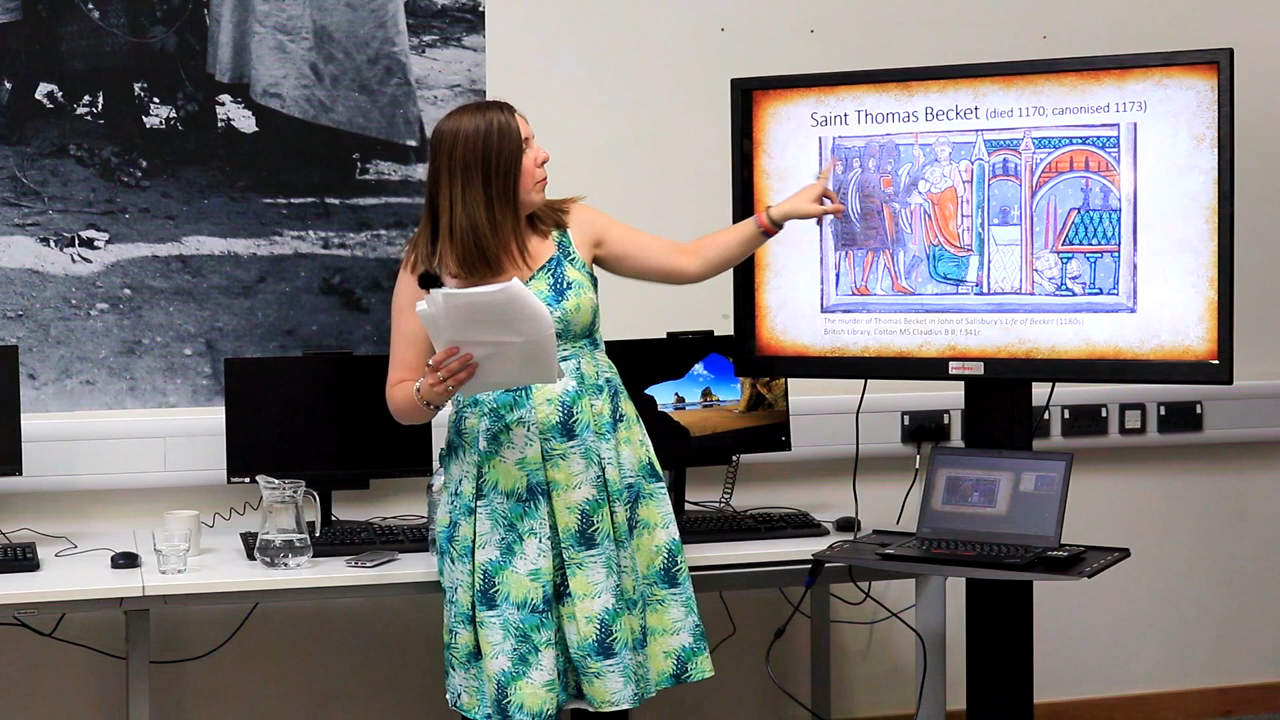 Saint Thomas Becket (died 1170; canonised 1173)
The murder of Thomas Becket in John of Salisbury's Life of Becket (1180s).
British Library, Cotton MS Claudius B II, f.341r.